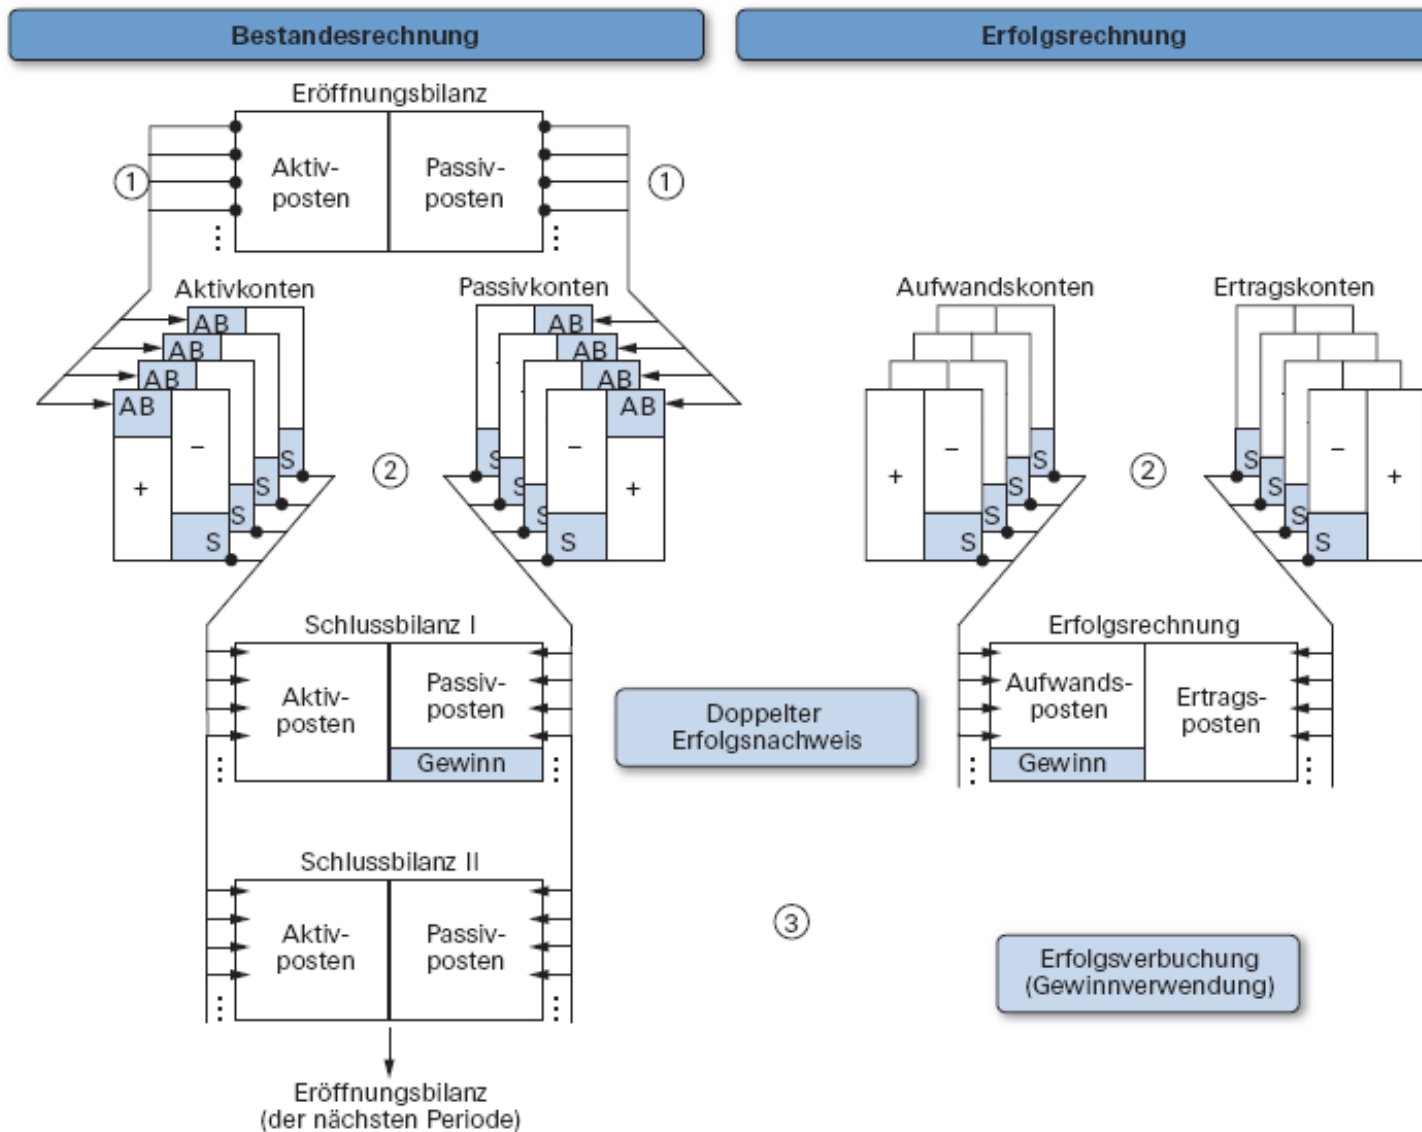 Bestandesrechnung
Erfolgsrechnung
Eröffnungsbilanz
Aktiv-
posten
Passiv-
posten
1
1
Aktivkonten
Passivkonten
Aufwandskonten
Ertragskonten
AB
AB
AB
AB
AB
AB
AB
AB
+
–
S
S
S
S
2
S
S
S
S
–
+
+
–
S
S
S
S
2
S
S
S
S
–
+
Schlussbilanz I
Aktiv-
posten
Passiv-
posten
Gewinn
Doppelter
Erfolgsnachweis
Erfolgsrechnung
Aufwands-
posten
Gewinn
Ertrags-
posten
Schlussbilanz II
Aktiv-
posten
Passiv-
posten
3
Erfolgsverbuchung
(Gewinnverwendung)
Eröffnungsbilanz
(der nächsten Periode)